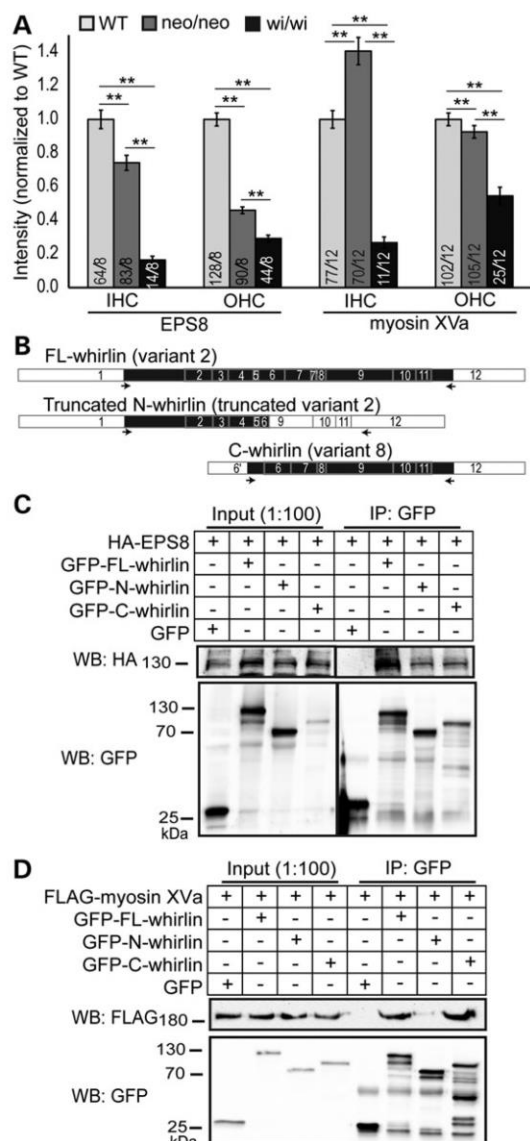 A
WT neo/neo wi/wi
Intensity (normalized to WT)
1.4
1.2
1.0
0.8
0.6
0.4
0.2
0
** ** ** ** ** ** ** ** ** ** ** **
64/8 83/8 14/8 128/8 90/8 44/8 77/12 70/12 11/12 102/12 105/12 25/12
IHC OHC IHC OHC
EPS8 myosin XVa
B
FL-whirlin (variant 2)
1 2 3 4 5 6 7 7' 8 9 10 11 12
Truncated N-whirlin (truncated variant 2)
1 2 3 4 5 6 9 10 11 12
C-whirlin (variant 8)
6' 6 7 8 9 10 11 12
C
Input (1:100) IP: GFP
HA-EPS8 + + + + + + + +
GFP-FL-whirlin - + - - - + - -
GFP-N-whirlin - - + - - - + -
GFP-C-whirlin - - - + - - - +
GFP + - - - + - - -
WB: HA 130
130
70
WB: GFP
25
kDa
D
Input (1:100) IP: GFP
FLAG-myosin XVa + + + + + + + +
GFP-FL-whirlin - + - - - + - -
GFP-N-whirlin - - + - - - + -
GFP-C-whirlin - - - + - - - +
GFP + - - - + - - -
WB: FLAG 180
130
70
WB: GFP
25
kDa